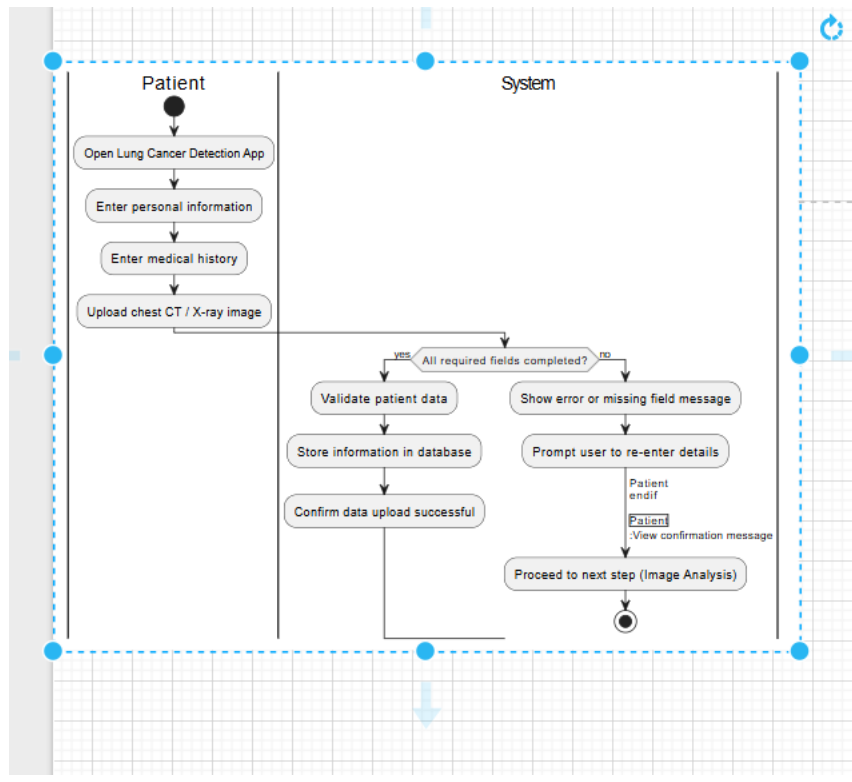 Patient
System
Open Lung Cancer Detection App
Enter personal information
Enter medical history
Upload chest CT / X-ray image
yes
All required fields completed?
no
Validate patient data
Show error or missing field message
Store information in database
Prompt user to re-enter details
Patient
endif
Confirm data upload successful
Patient
:View confirmation message
Proceed to next step (Image Analysis)